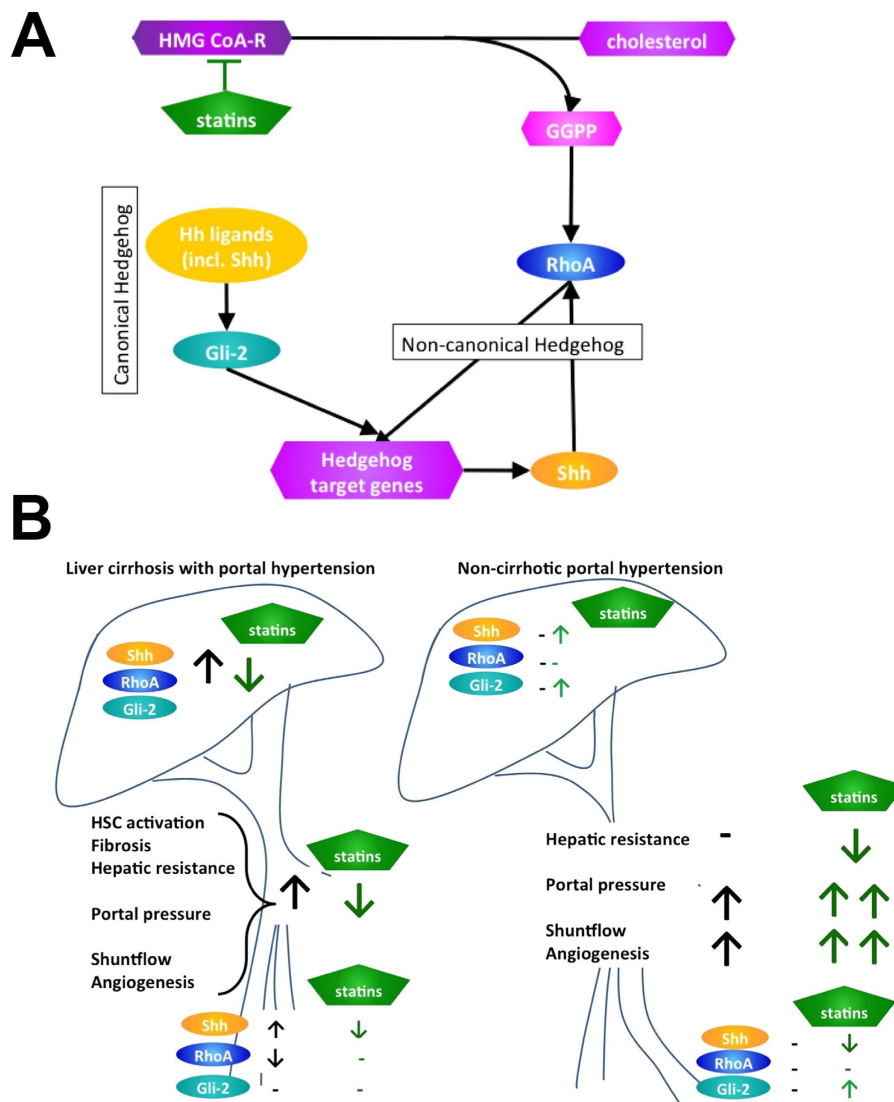 A
HMG CoA-R
cholesterol
statins
GGPP
Canonical Hedgehog
Hh ligands
(incl. Shh)
RhoA
Gli-2
Non-canonical Hedgehog
Hedgehog
target genes
Shh
B
Liver cirrhosis with portal hypertension
Non-cirrhotic portal hypertension
statins
Shh
RhoA
Gli-2
statins
Shh
-
RhoA
- -
Gli-2
-
HSC activation
Fibrosis
Hepatic resistance
Portal pressure
Shuntflow
Angiogenesis
statins
statins
Shh
RhoA
-
Gli-2
- -
statins
Hepatic resistance -
Portal pressure
Shuntflow
Angiogenesis
statins
Shh -
RhoA - -
Gli-2 -